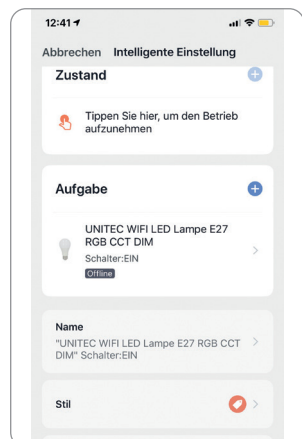 12:41
Abbrechen Intelligente Einstellung
Zustand
Tippen Sie hier, um den Betrieb
aufzunehmen
Aufgabe
UNITEC WIFI LED Lampe E27
RGB CCT DIM
Schalter:EIN
Offline
Name
"UNITEC WIFI LED Lampe E27 RGB CCT
DIM" Schalter:EIN
Stil